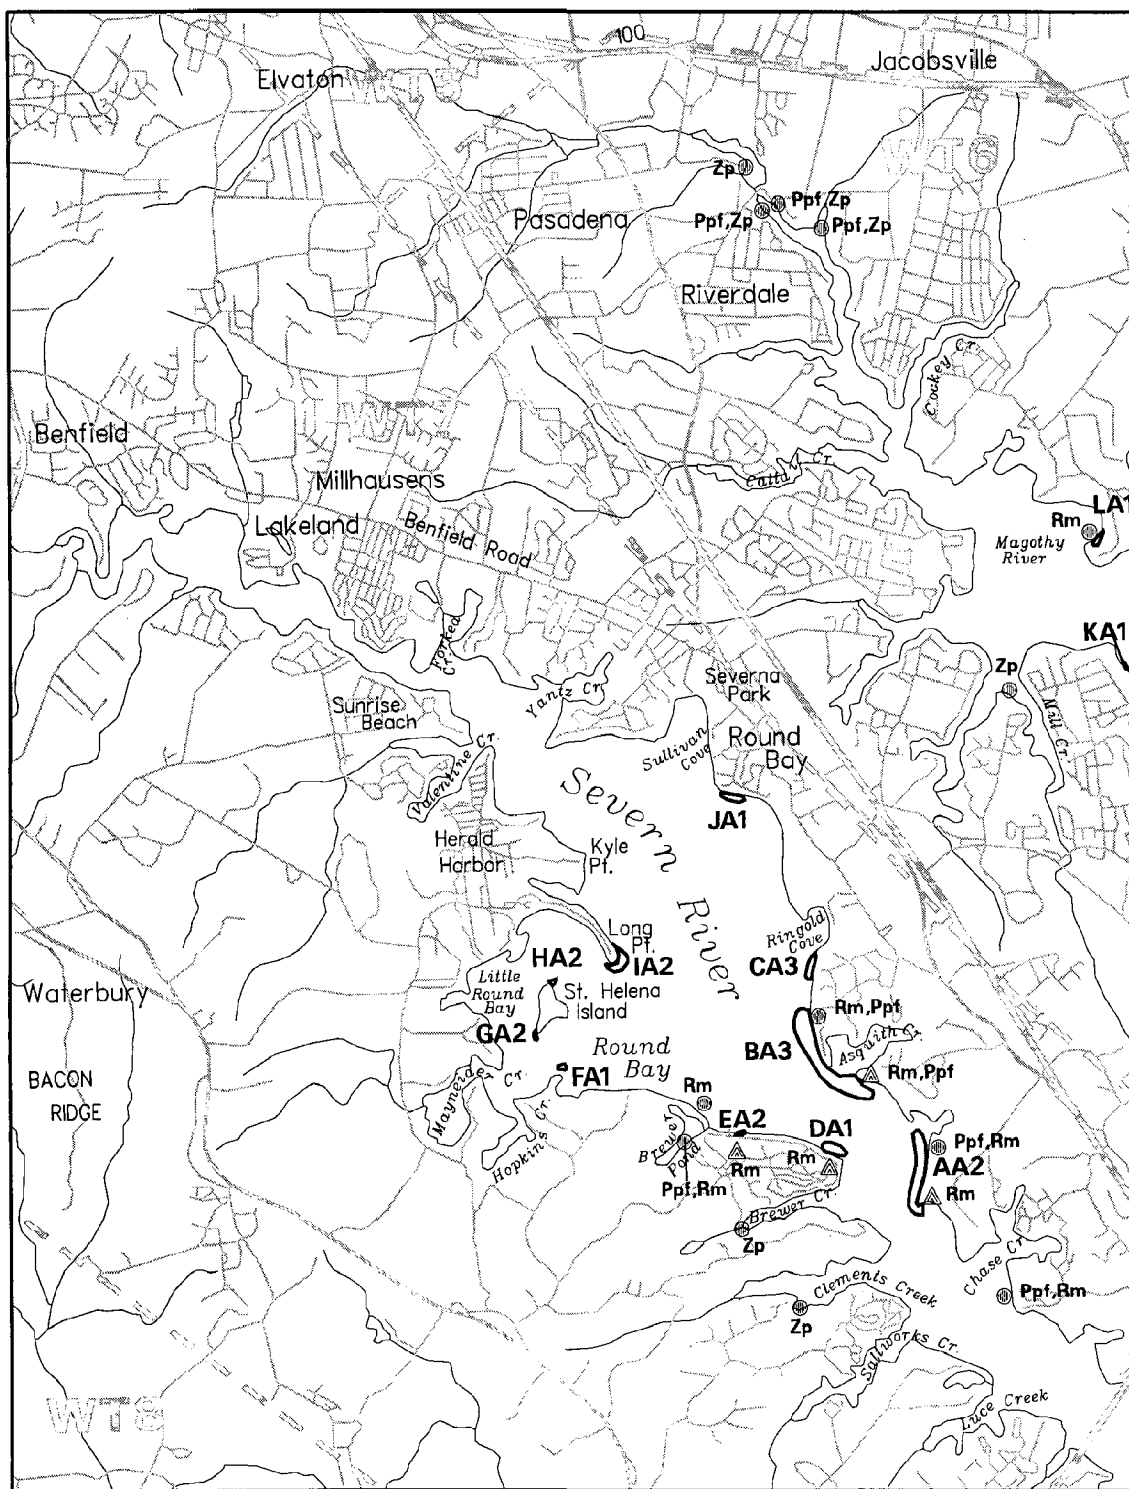 100
Jacobsville
Elvaton
WT5
WT6
Zp
Ppf,Zp
Ppf,Zp
Ppf,Zp
Pasadena
Riverdale
Cockey Cr.
Benfield
Millhausens
Cattail Cr.
LA1
Rm
Lakeland
Benfield Road
Magothy
River
Forked
Cr.
KA1
Zp
Severna
Park
Yantz Cr.
Sunrise
Beach
Mill Cr.
Sullivan
Cove
Round
Bay
Valentine Cr.
Severn
River
JA1
Herald
Harbor
Kyle
Pt.
Ringold
Cove
Long
Pt.
HA2
IA2
CA3
Little
Round
Bay
St. Helena
Island
Waterbury
Rm,Ppf
GA2
BA3
Asquith Cr.
Round
Bay
FA1
Rm,Ppf
BACON
RIDGE
Mayneider Cr.
Rm
Hopkins Cr.
EA2
DA1
Brewer
Pond
Ppf,Rm
AA2
Rm
Rm
Ppf,Rm
Rm
Brewer Cr.
Zp
Chase Cr.
Clements Creek
Ppf,Rm
Zp
Saltworks Cr.
WT8
Luce Creek